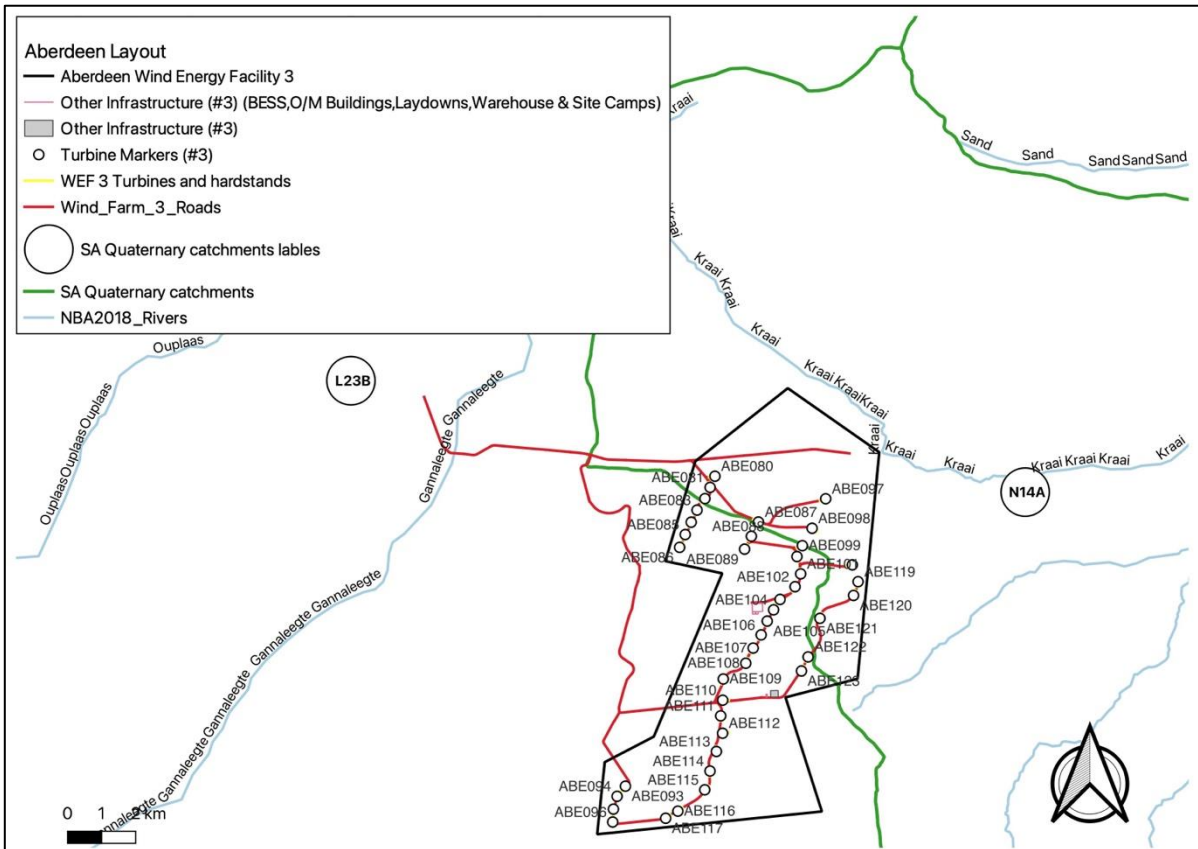 Aberdeen Layout
Aberdeen Wind Energy Facility 3
Other Infrastructure (#3) (BESS,O/M Buildings,Laydowns,Warehouse & Site Camps)
Other Infrastructure (#3)
Turbine Markers (#3)
WEF 3 Turbines and hardstands
Wind_Farm_3_Roads
SA Quaternary catchments lables
SA Quaternary catchments
NBA2018_Rivers
Kraai
Sand
Sand
Sand Sand Sand
Kraai
Kraai Kraai
Kraai
Kraai Kraai Kraai
Kraai
Kraai
Kraai
Kraai Kraai Kraai
Kraai
Ouplaas
Ouplaas Ouplaas Ouplaas
L23B
N14A
Gannaleegte Gannaleegte
Gannaleegte Gannaleegte Gannaleegte Gannaleegte Gannaleegte
ABE080
ABE081
ABE083
ABE085
ABE086
ABE087
ABE088
ABE089
ABE097
ABE098
ABE099
ABE102
ABE119
ABE104
ABE120
ABE106
ABE105
ABE121
ABE107
ABE122
ABE108
ABE109
ABE123
ABE110
ABE111
ABE112
ABE113
ABE114
ABE115
ABE094
ABE093
ABE096
ABE116
ABE117
0 1 2 km